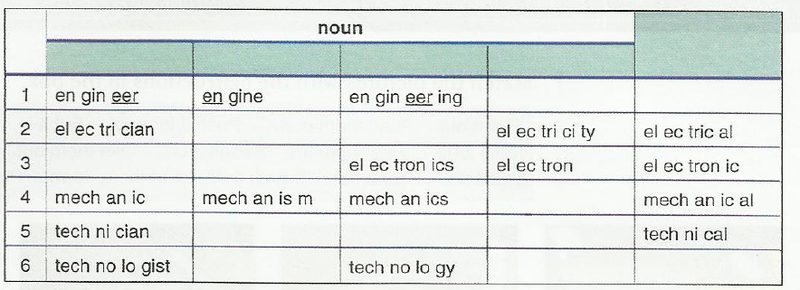 noun
1 en gin eer en gine en gin eer ing
2 el ec tri cian el ec tri ci ty el ec tric al
3 el ec tron ics el ec tron el ec tron ic
4 mech an ic mech an is m mech an ics mech an ic al
5 tech ni cian tech ni cal
6 tech no lo gist tech no lo gy